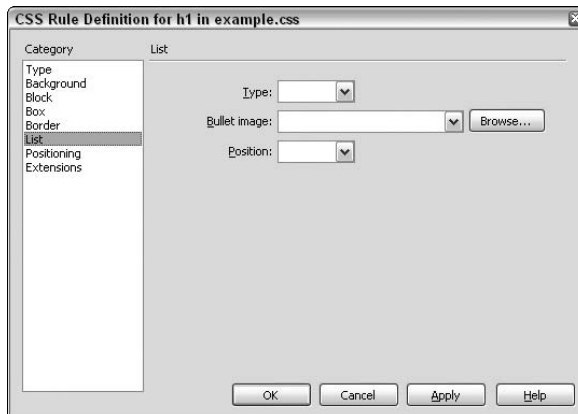 CSS Rule Definition for h1 in example.css
Category
List
Type
Background
Block
Box
Border
List
Positioning
Extensions
Type:
Bullet image:
Browse...
Position:
OK
Cancel
Apply
Help